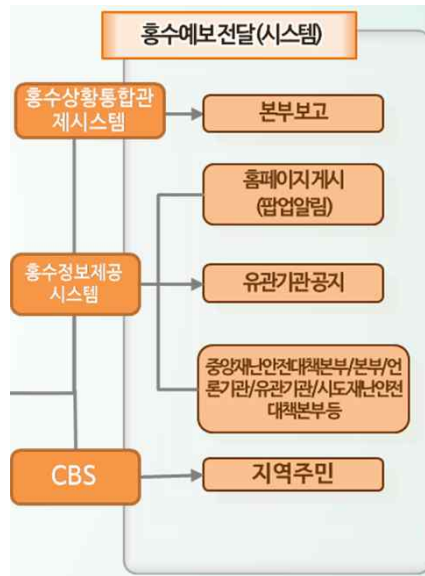 홍수예보 전달(시스템)
홍수상황통합관
제시스템
본부보고
홈페이지 게시
(팝업알림)
홍수정보제공
시스템
유관기관 공지
중앙재난안전대책본부/본부/언
론기관/유관기관/시도재난안전
대책본부 등
CBS
지역주민